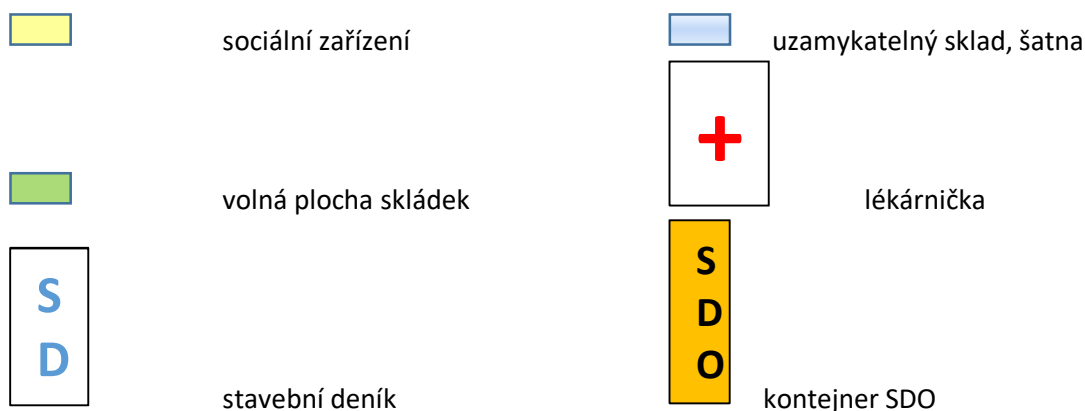 sociální zařízení
uzamykatelný sklad, šatna
+
volná plocha skládek
lékárnička
S
D
stavební deník
S
D
O
kontejner SDO